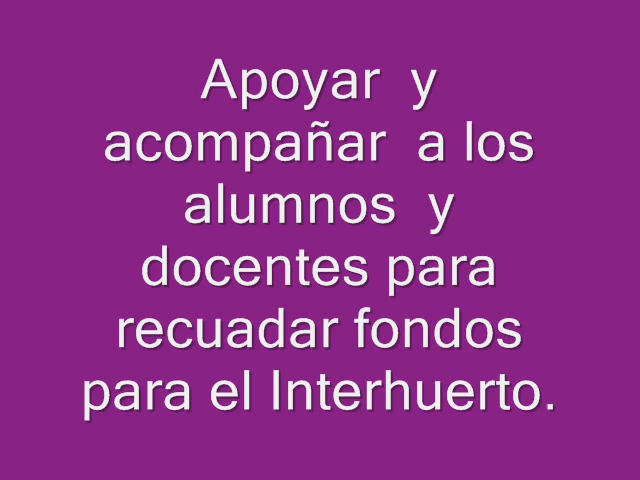 Apoyar  y
acompañar  a los
alumnos  y
docentes para
recuadar fondos
para el Interhuerto.